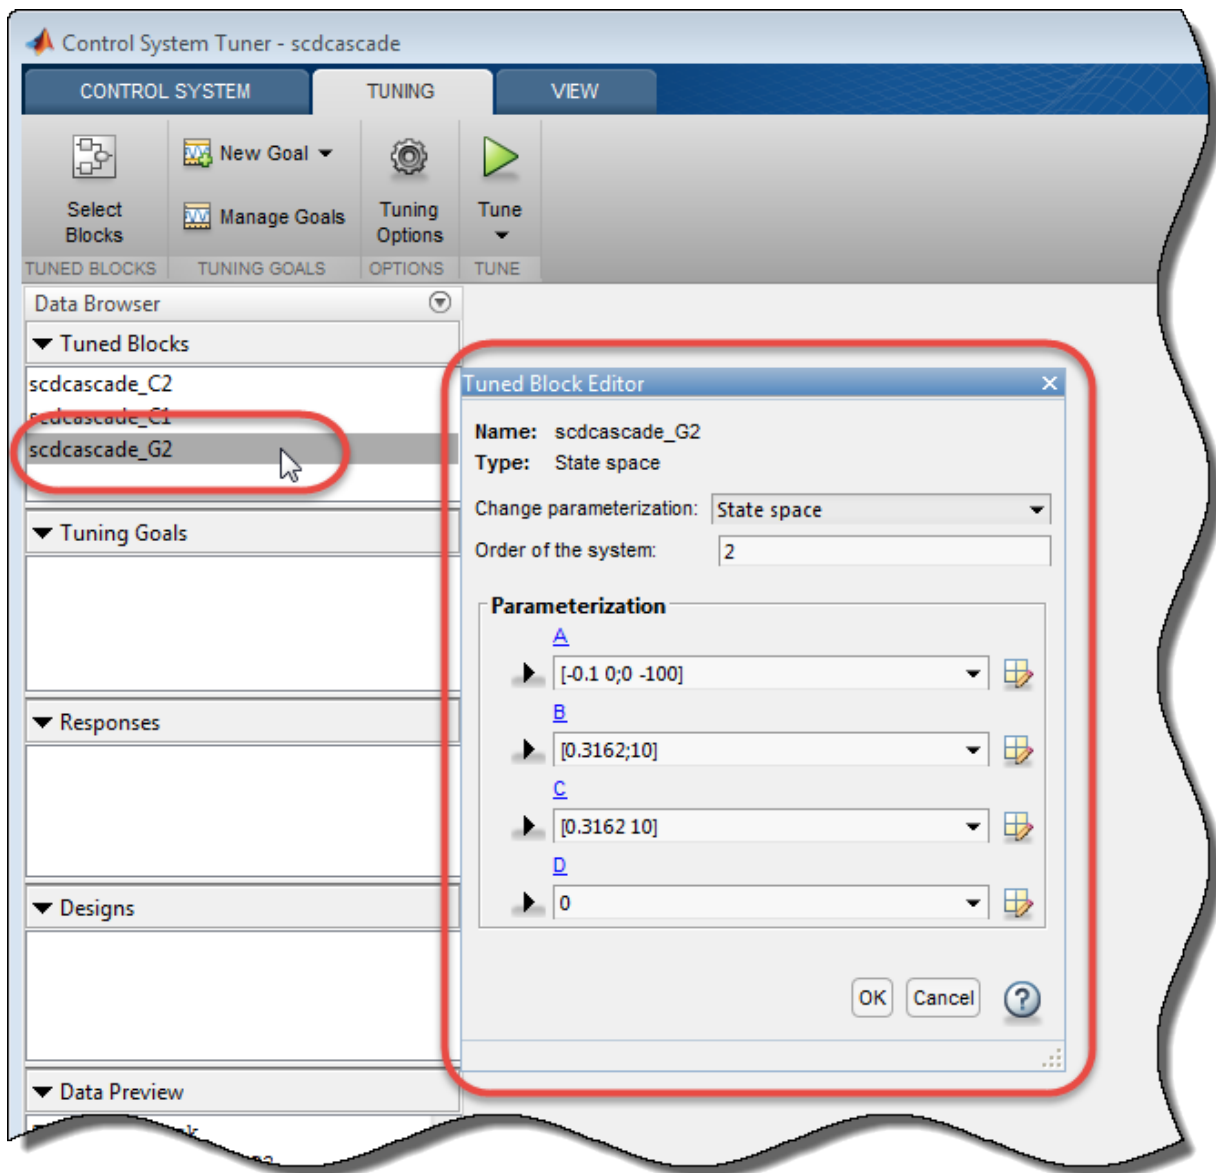 Control System Tuner - scdcascade
CONTROL SYSTEM
TUNING
VIEW
New Goal
Manage Goals
Select
Blocks
Tuning
Options
Tune
TUNED BLOCKS
TUNING GOALS
OPTIONS
TUNE
Data Browser
Tuned Blocks
scdcascade_C2
scdcascade_C1
scdcascade_G2
Tuning Goals
Responses
Designs
Data Preview
Tuned Block Editor
Name: scdcascade_G2
Type: State space
Change parameterization: State space
Order of the system: 2
Parameterization
A
[-0.1 0;0 -100]
B
[0.3162;10]
C
[0.3162 10]
D
0
OK
Cancel
?